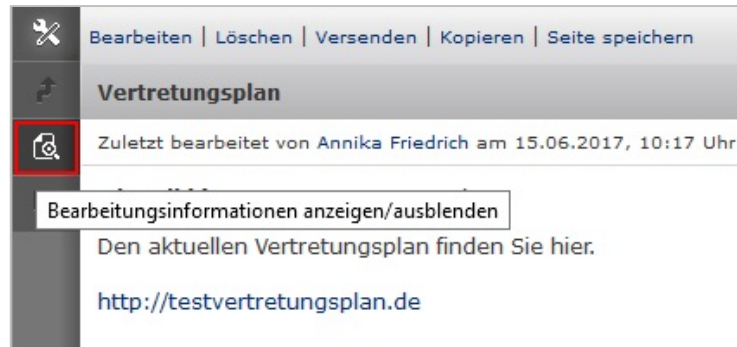 Bearbeiten | Löschen | Versenden | Kopieren | Seite speichern
Vertretungsplan
Zuletzt bearbeitet von Annika Friedrich am 15.06.2017, 10:17 Uhr
Bearbeitungsinformationen anzeigen/ausblenden
Den aktuellen Vertretungsplan finden Sie hier.
http://testvertretungsplan.de